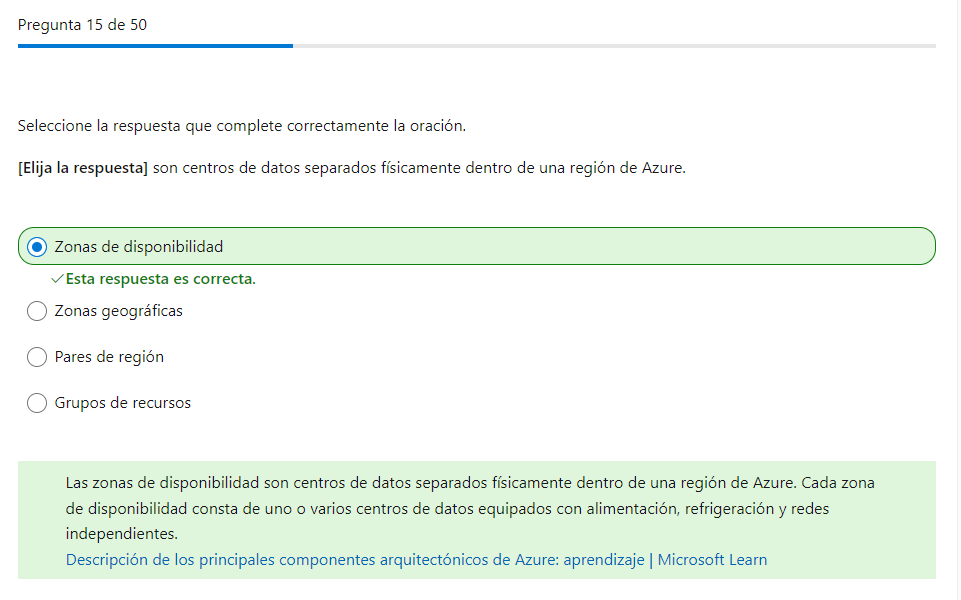 Pregunta 15 de 50
Seleccione la respuesta que complete correctamente la oración.
[Elija la respuesta] son centros de datos separados físicamente dentro de una región de Azure.
Zonas de disponibilidad
Esta respuesta es correcta.
Zonas geográficas
Pares de región
Grupos de recursos
Las zonas de disponibilidad son centros de datos separados físicamente dentro de una región de Azure. Cada zona
de disponibilidad consta de uno o varios centros de datos equipados con alimentación, refrigeración y redes
independientes.
Descripción de los principales componentes arquitectónicos de Azure: aprendizaje | Microsoft Learn